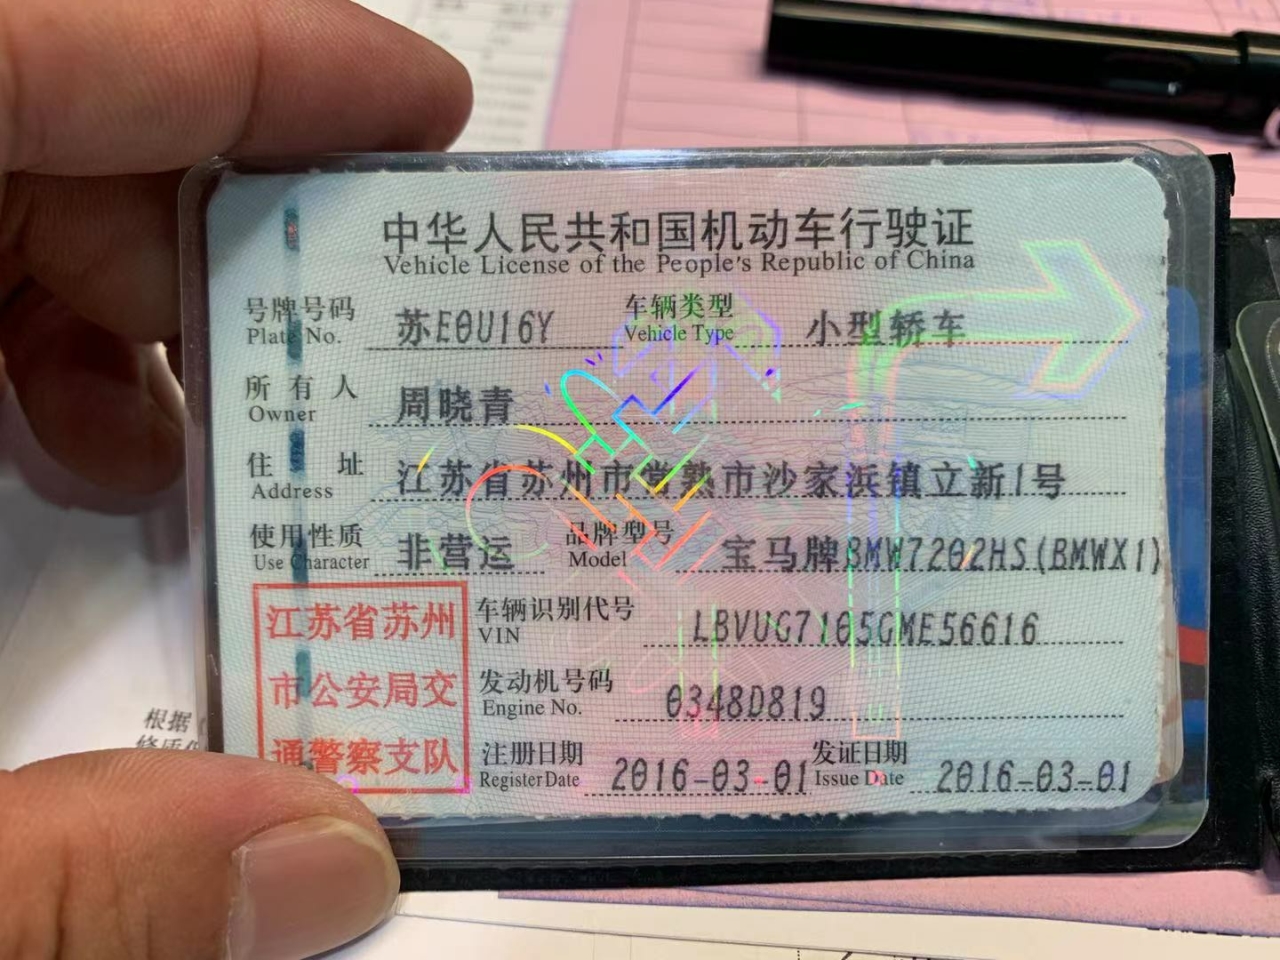 中华人民共和国机动车行驶证
Vehicle License of the People's Republic of China
号牌号码 苏E0U16Y 车辆类型 小型轿车
Plate No. Vehicle Type
所有人 周晓青
Owner
住址 江苏省苏州市常熟市沙家浜镇立新1号
Address
使用性质 非营运 品牌型号 宝马牌BMW7202HS(BMWX1)
Use Character Model
江苏省苏州
市公安局交
通警察支队
车辆识别代号 LBVUG7105GME56616
VIN
发动机号码 0348D819
Engine No.
注册日期 2016-03-01 发证日期 2016-03-01
Register Date Issue Date
根据